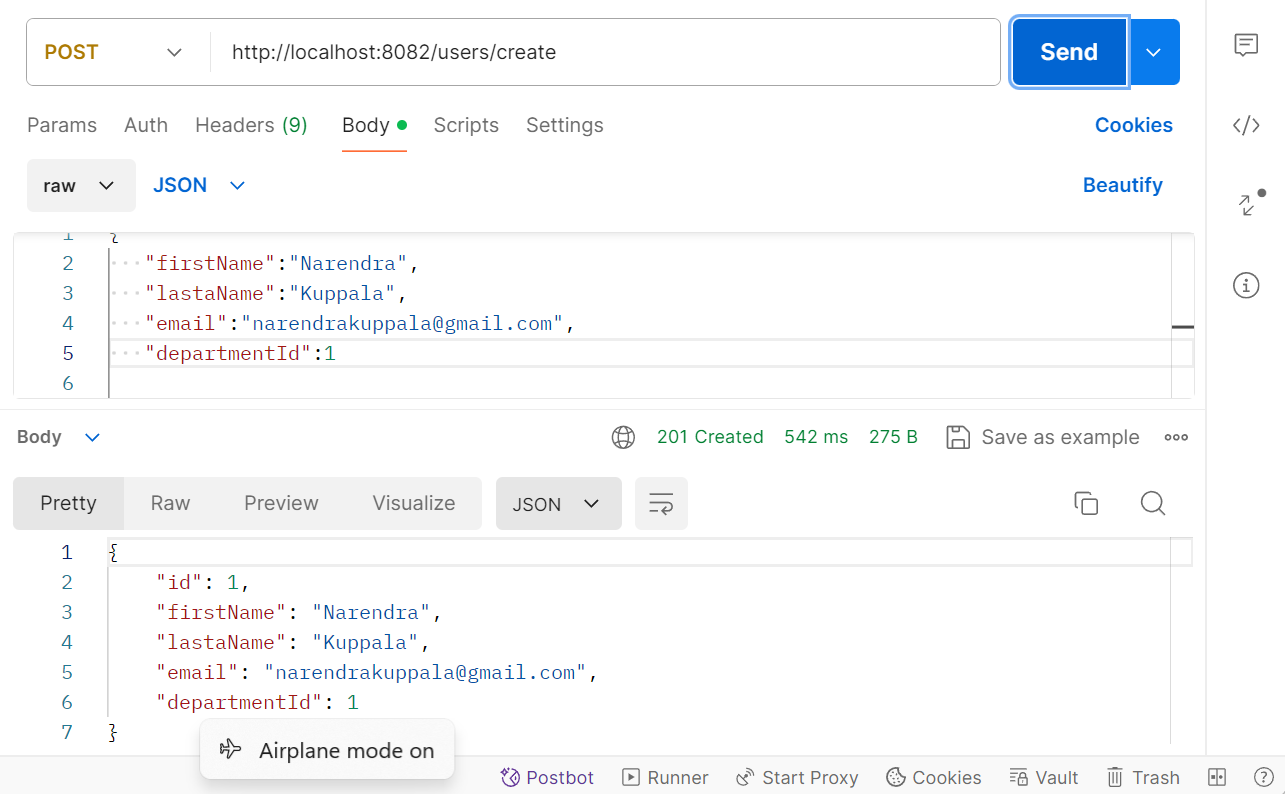 POST http://localhost:8082/users/create Send
Params Auth Headers (9) Body Scripts Settings Cookies
raw JSON Beautify
1 {
2 "firstName":"Narendra",
3 "lastaName":"Kuppala",
4 "email":"narendrakuppala@gmail.com",
5 "departmentId":1
6
Body 201 Created 542 ms 275 B Save as example
Pretty Raw Preview Visualize JSON
1 {
2 "id": 1,
3 "firstName": "Narendra",
4 "lastaName": "Kuppala",
5 "email": "narendrakuppala@gmail.com",
6 "departmentId": 1
7 }
Airplane mode on
Postbot Runner Start Proxy Cookies Vault Trash